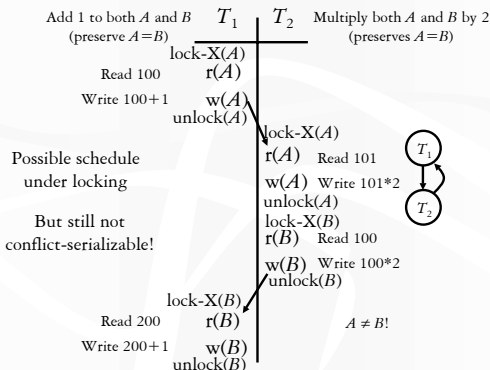 Add 1 to both A and B
(preserve A=B)
T1
T2
Multiply both A and B by 2
(preserves A=B)
lock-X(A)
Read 100
r(A)
Write 100+1
w(A)
unlock(A)
lock-X(A)
r(A)
Read 101
w(A)
Write 101*2
unlock(A)
T1
T2
Possible schedule
under locking
But still not
conflict-serializable!
lock-X(B)
r(B)
Read 100
w(B)
Write 100*2
unlock(B)
lock-X(B)
Read 200
r(B)
A ≠ B!
Write 200+1
w(B)
unlock(B)